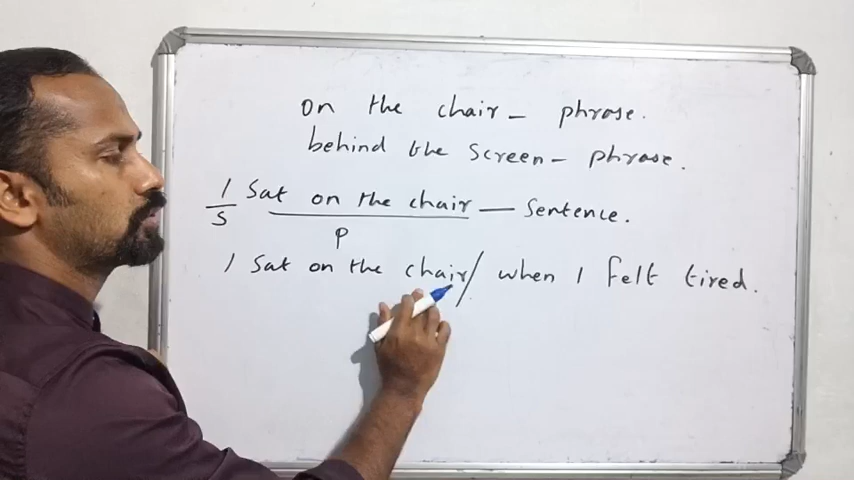 on the chair - phrase.
behind the screen - phrase.
I sat on the chair - Sentence.
S P
I sat on the chair / when I felt tired.